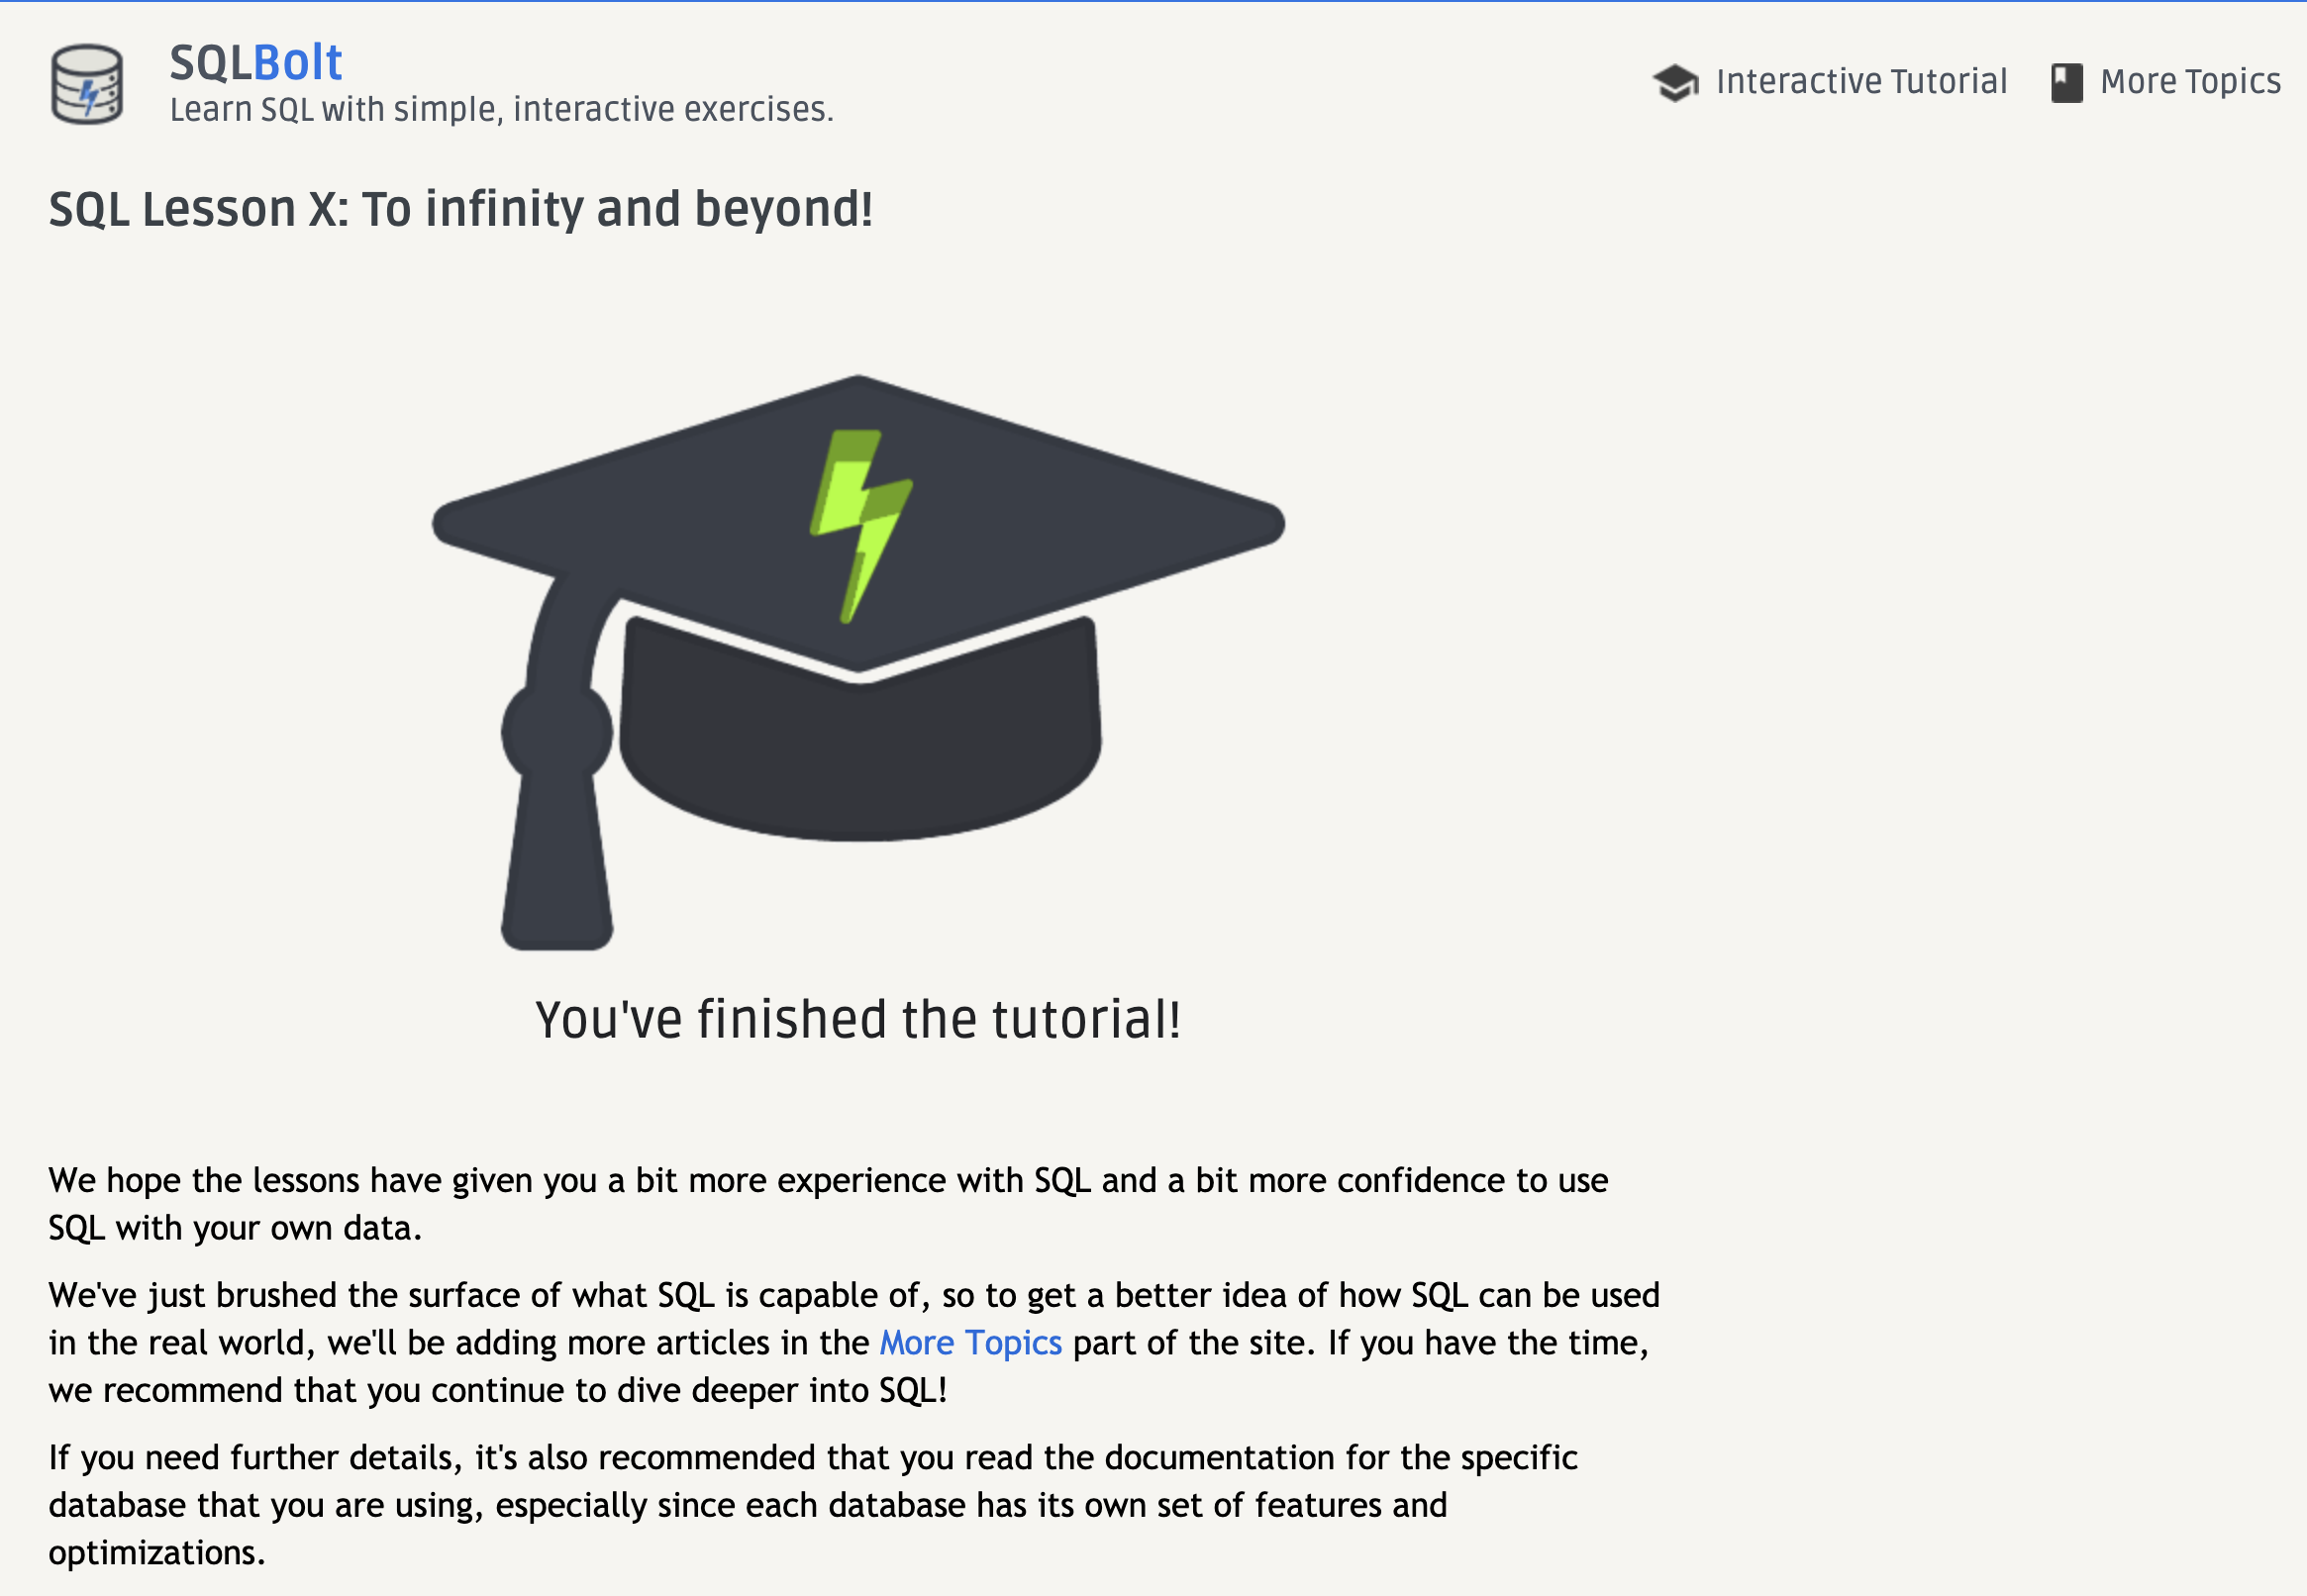 SQLBolt
Learn SQL with simple, interactive exercises.
Interactive Tutorial
More Topics
SQL Lesson X: To infinity and beyond!
You've finished the tutorial!
We hope the lessons have given you a bit more experience with SQL and a bit more confidence to use
SQL with your own data.
We've just brushed the surface of what SQL is capable of, so to get a better idea of how SQL can be used
in the real world, we'll be adding more articles in the More Topics part of the site. If you have the time,
we recommend that you continue to dive deeper into SQL!
If you need further details, it's also recommended that you read the documentation for the specific
database that you are using, especially since each database has its own set of features and
optimizations.